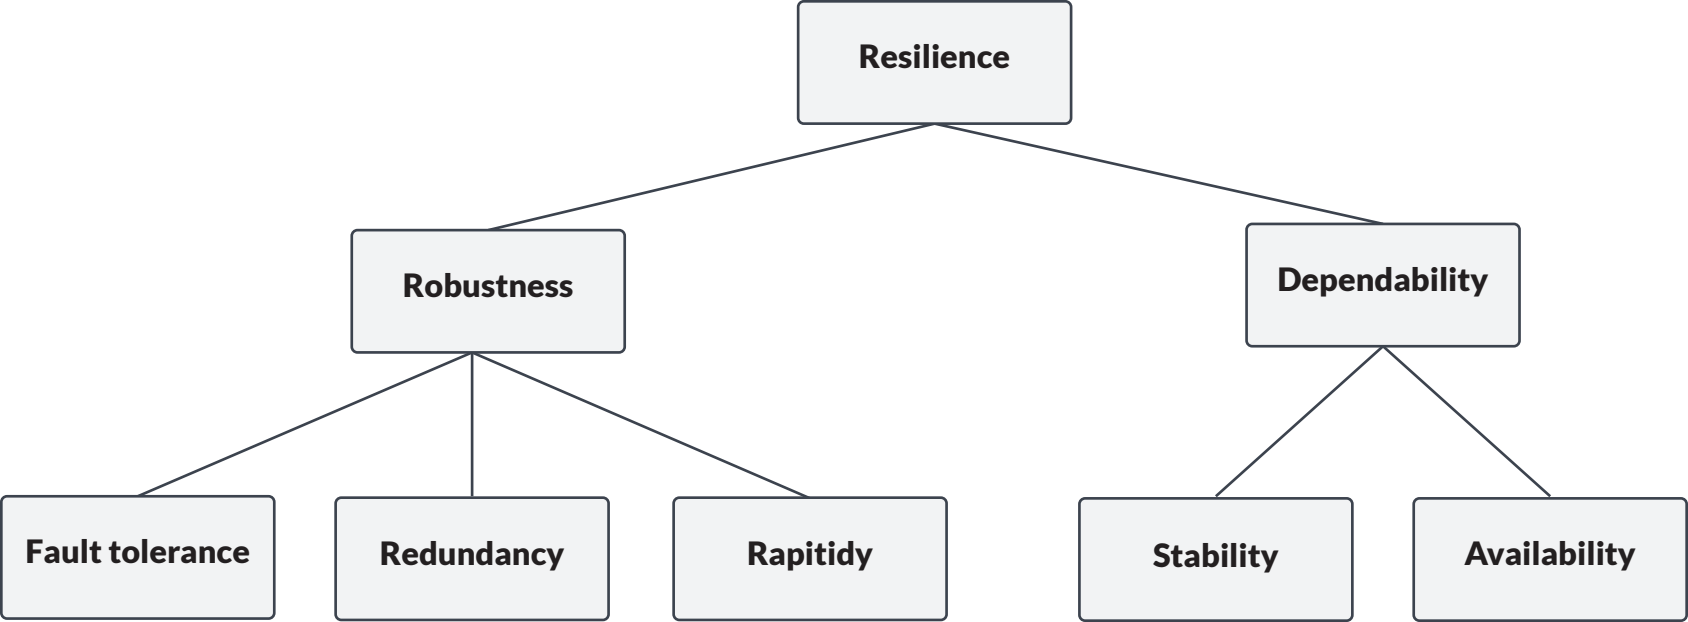 Resilience
Robustness
Dependability
Fault tolerance
Redundancy
Rapitidy
Stability
Availability